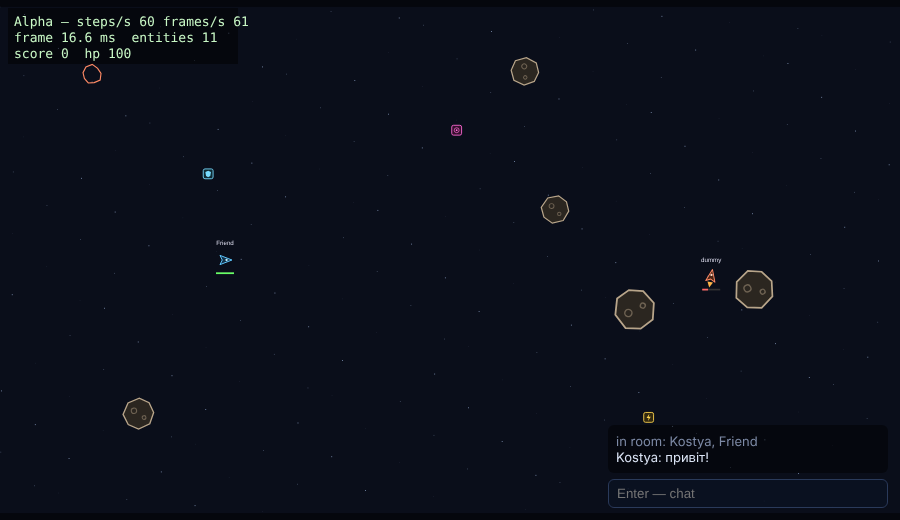 Alpha — steps/s 60 frames/s 61
frame 16.6 ms  entities 11
score 0  hp 100
Friend
dummy
in room: Kostya, Friend
Kostya: привіт!
Enter — chat